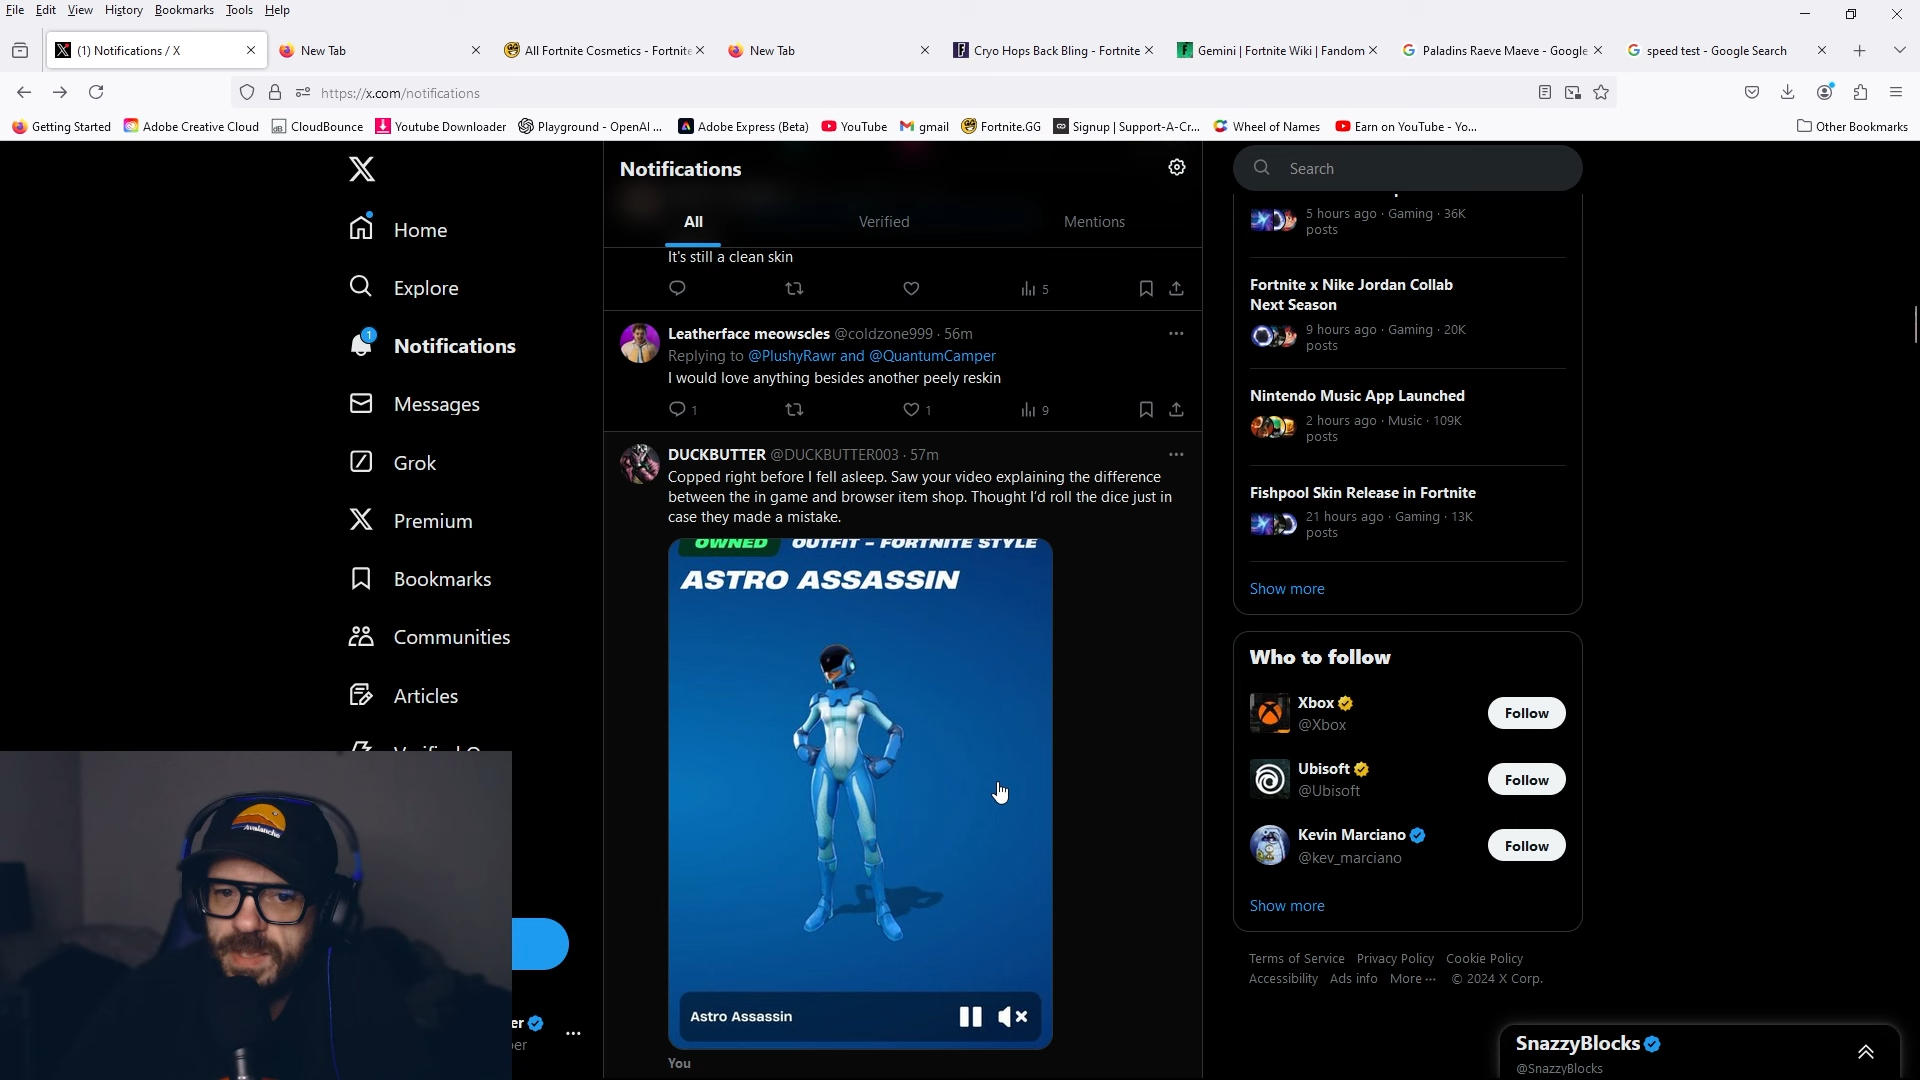 File Edit View History Bookmarks Tools Help
(1) Notifications / X
New Tab
All Fortnite Cosmetics - Fortnite
New Tab
Cryo Hops Back Bling - Fortnite
Gemini | Fortnite Wiki | Fandom
Paladins Raeve Maeve - Google
speed test - Google Search
https://x.com/notifications
Getting Started
Adobe Creative Cloud
CloudBounce
Youtube Downloader
Playground - OpenAI ...
Adobe Express (Beta)
YouTube
gmail
Fortnite.GG
Signup | Support-A-Cr...
Wheel of Names
Earn on YouTube - Yo...
Other Bookmarks
Home
Explore
1
Notifications
Messages
Grok
Premium
Bookmarks
Communities
Articles
Notifications
All
Verified
Mentions
It's still a clean skin
5
Leatherface meowscles @coldzone999 · 56m
Replying to @PlushyRawr and @QuantumCamper
I would love anything besides another peely reskin
1
1
9
DUCKBUTTER @DUCKBUTTER003 · 57m
Copped right before I fell asleep. Saw your video explaining the difference
between the in game and browser item shop. Thought I'd roll the dice just in
case they made a mistake.
OWNED OUTFIT - FORTNITE STYLE
ASTRO ASSASSIN
Astro Assassin
You
Search
5 hours ago · Gaming · 36K
posts
Fortnite x Nike Jordan Collab
Next Season
9 hours ago · Gaming · 20K
posts
Nintendo Music App Launched
2 hours ago · Music · 109K
posts
Fishpool Skin Release in Fortnite
21 hours ago · Gaming · 13K
posts
Show more
Who to follow
Xbox
@Xbox
Follow
Ubisoft
@Ubisoft
Follow
Kevin Marciano
@kev_marciano
Follow
Show more
Terms of Service Privacy Policy Cookie Policy
Accessibility Ads info More ··· © 2024 X Corp.
SnazzyBlocks
@SnazzyBlocks
Avalanche
er
per